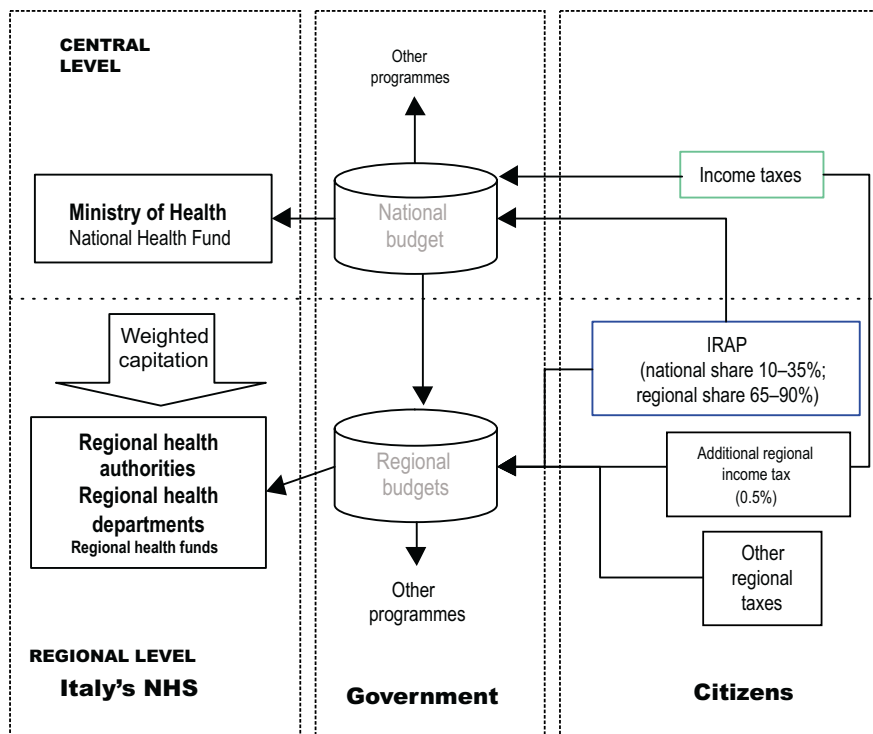 CENTRAL
LEVEL
Other
programmes
Income taxes
Ministry of Health
National Health Fund
National
budget
Weighted
capitation
IRAP
(national share 10–35%;
regional share 65–90%)
Regional health
authorities
Regional health
departments
Regional health funds
Regional
budgets
Additional regional
income tax
(0.5%)
Other
regional
taxes
Other
programmes
REGIONAL LEVEL
Italy's NHS
Government
Citizens